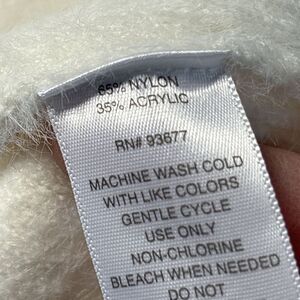 65% NYLON
35% ACRYLIC
RN# 93677
MACHINE WASH COLD
WITH LIKE COLORS
GENTLE CYCLE
USE ONLY
NON-CHLORINE
BLEACH WHEN NEEDED
DO NOT